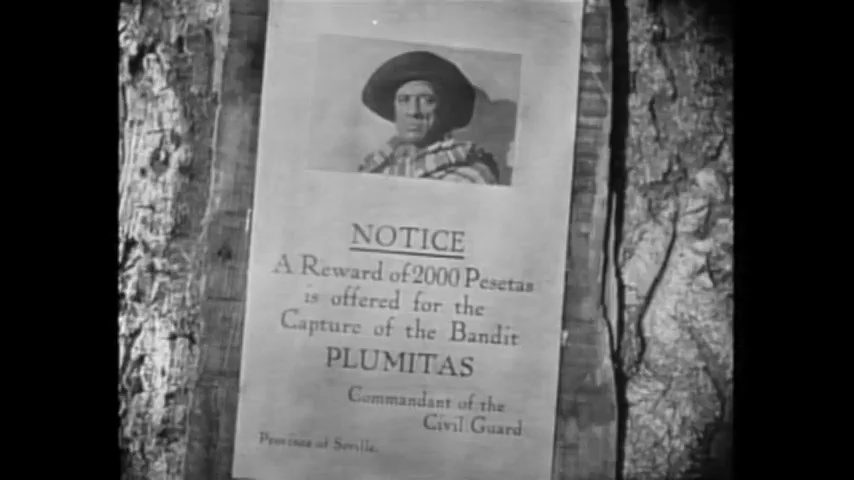 NOTICE
A Reward of 2000 Pesetas
is offered for the
Capture of the Bandit
PLUMITAS
Commandant of the
Civil Guard
Province of Seville.